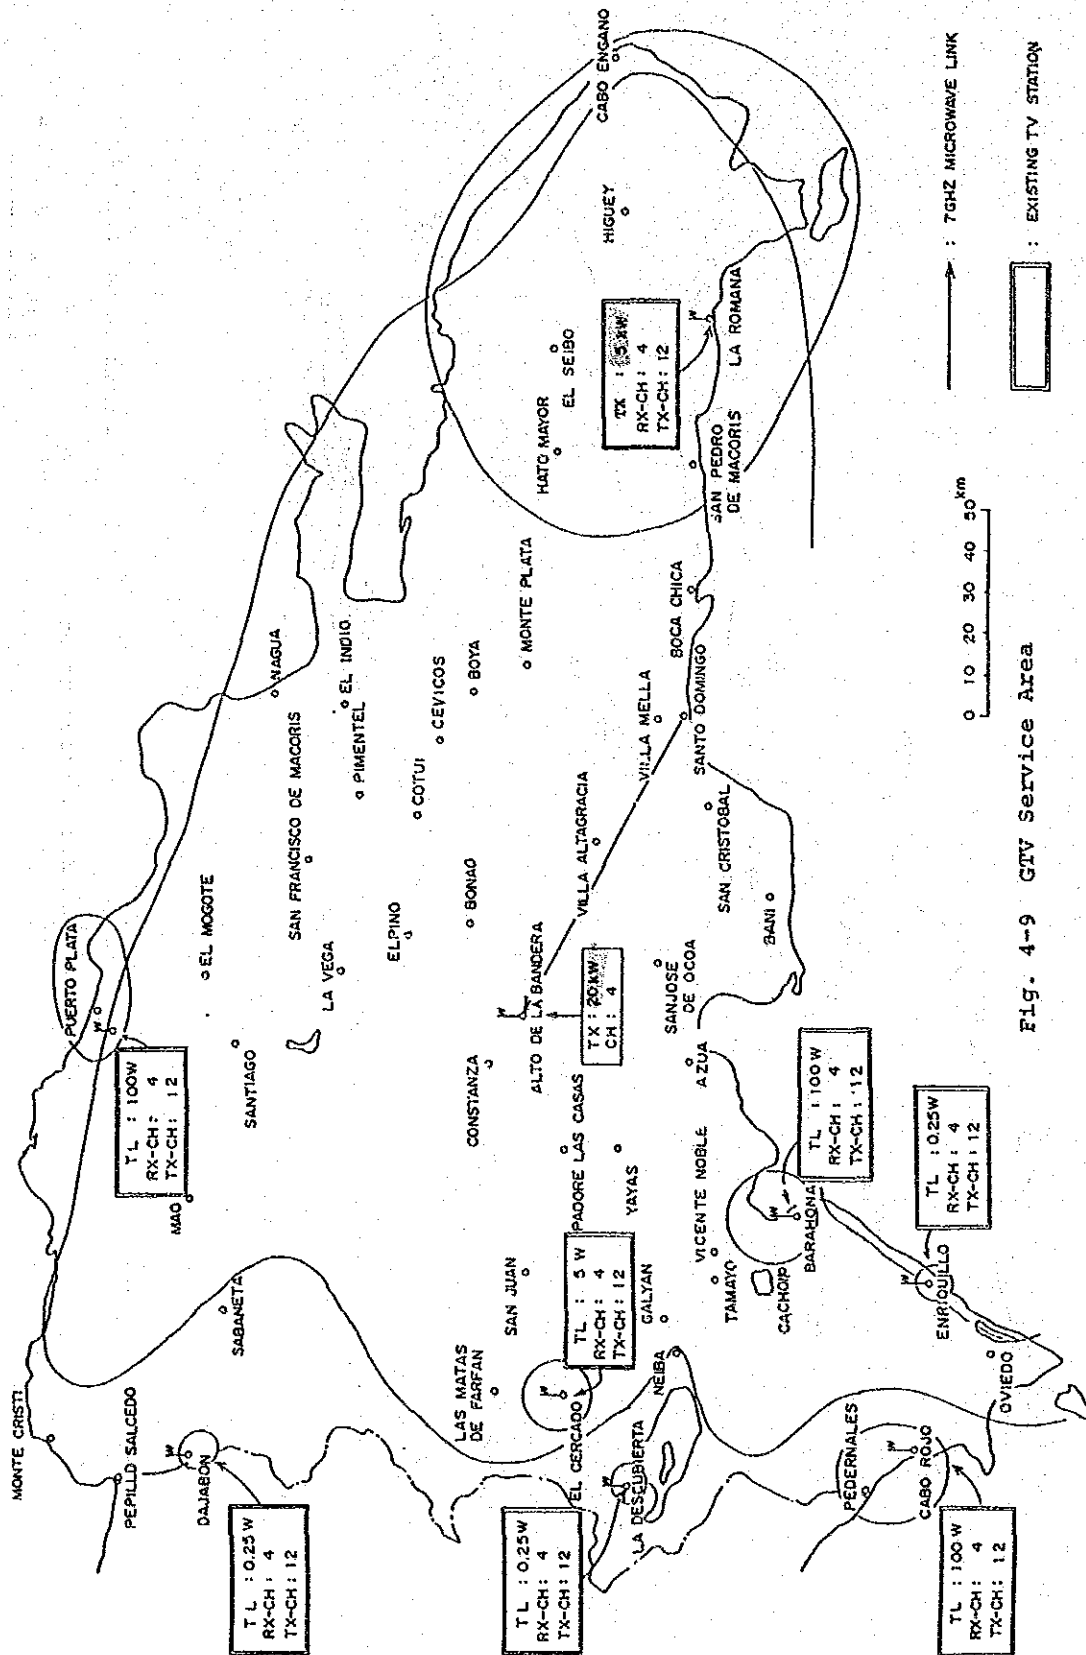 MONTE CRISTI
PEPILLO SALCEDO
DAJABON
TL : 0.25 W
RX-CH : 4
TX-CH : 12
SABANETA
MAO
TL : 100W
RX-CH : 4
TX-CH : 12
PUERTO PLATA
SANTIAGO
EL MOGOTE
LA VEGA
SAN FRANCISCO DE MACORIS
NAGUA
PIMENTEL
EL INDIO
COTUI
CEVICOS
ELPINO
BONAO
BOYA
MONTE PLATA
CONSTANZA
ALTO DE LA BANDERA
TX : 20KW
CH : 4
VILLA ALTAGRACIA
VILLA MELLA
SANTO DOMINGO
BOCA CHICA
SAN PEDRO
DE MACORIS
HATO MAYOR
EL SEIBO
TX : 5 KW
RX-CH : 4
TX-CH : 12
LA ROMANA
HIGUEY
CABO ENGANO
LAS MATAS
DE FARFAN
SAN JUAN
PADORE LAS CASAS
YAYAS
EL CERCADO
TL : 5 W
RX-CH : 4
TX-CH : 12
TL : 0.25W
RX-CH : 4
TX-CH : 12
LA DESCUBIERTA
NEIBA
GALVAN
VICENTE NOBLE
TAMAYO
CACHOIP
AZUA
SANJOSE
DE OCOA
SAN CRISTOBAL
BANI
BARAHONA
TL : 100 W
RX-CH : 4
TX-CH : 12
ENRIQUILLO
TL : 0.25W
RX-CH : 4
TX-CH : 12
OVIEDO
PEDERNALES
CABO ROJO
TL : 100 W
RX-CH : 4
TX-CH : 12
0 10 20 30 40 50 km
: 7GHZ MICROWAVE LINK
: EXISTING TV STATION
Fig. 4-9 GTV Service Area